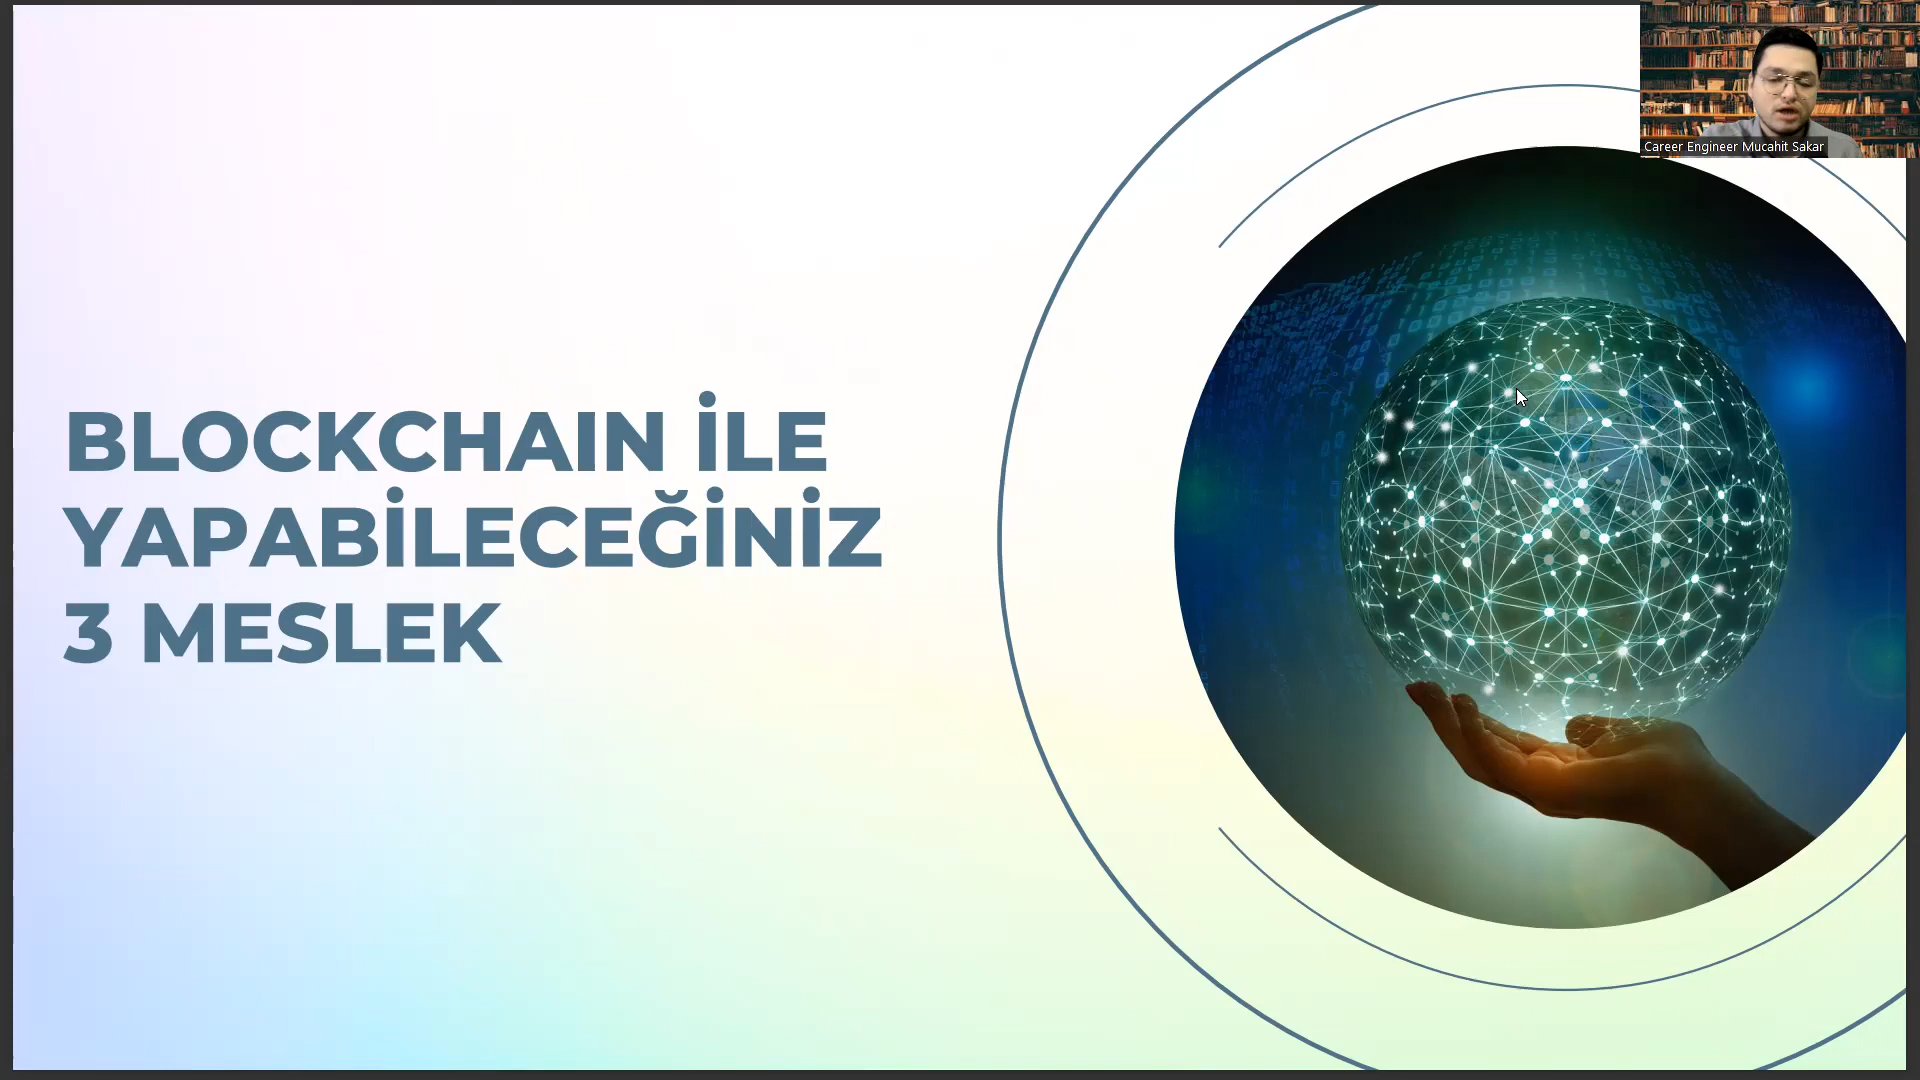 Career Engineer Mucahit Sakar
BLOCKCHAIN İLE
YAPABİLECEĞİNİZ
3 MESLEK